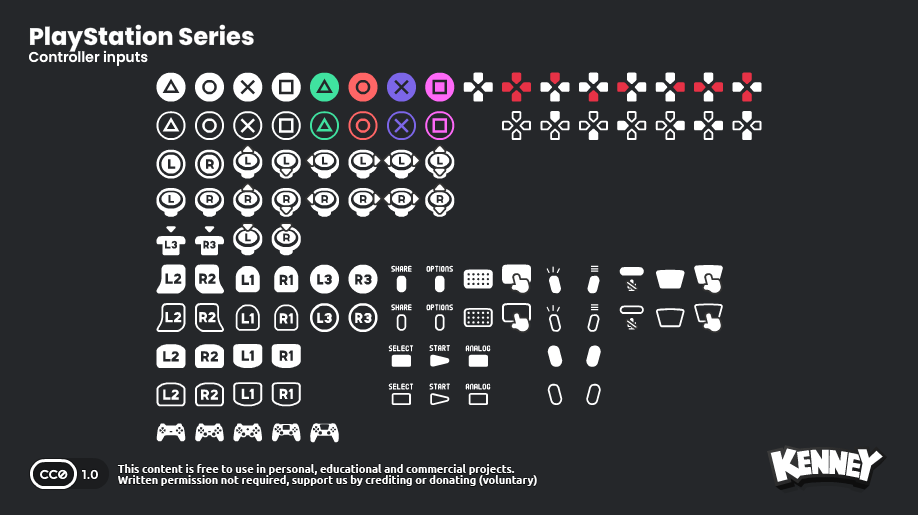 PlayStation Series
Controller inputs
L R L L L L L L
L R R R R R R R
L3 R3 L R
L2 R2 L1 R1 L3 R3 SHARE OPTIONS
L2 R2 L1 R1 L3 R3 SHARE OPTIONS
L2 R2 L1 R1 SELECT START ANALOG
L2 R2 L1 R1 SELECT START ANALOG
CC0 1.0
This content is free to use in personal, educational and commercial projects.
Written permission not required, support us by crediting or donating (voluntary)
KENNEY